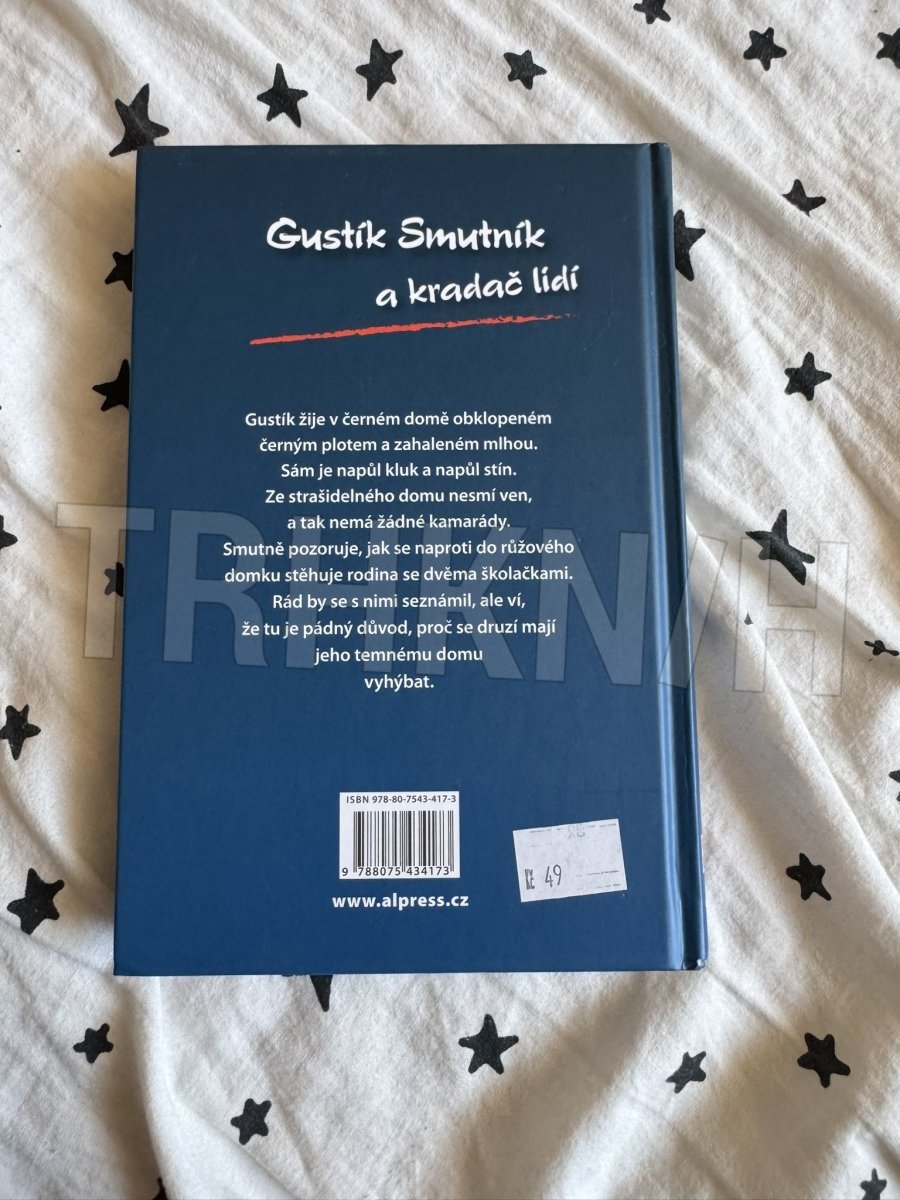 Gustík Smutník
a kradač lidí
Gustík žije v černém domě obklopeném
černým plotem a zahaleném mlhou.
Sám je napůl kluk a napůl stín.
Ze strašidelného domu nesmí ven,
a tak nemá žádné kamarády.
Smutně pozoruje, jak se naproti do růžového
domku stěhuje rodina se dvěma školačkami.
Rád by se s nimi seznámil, ale ví,
že tu je pádný důvod, proč se druzí mají
jeho temnému domu
vyhýbat.
TRHKN/H
ISBN 978-80-7543-417-3
9 788075 434173
www.alpress.cz
Kč 49